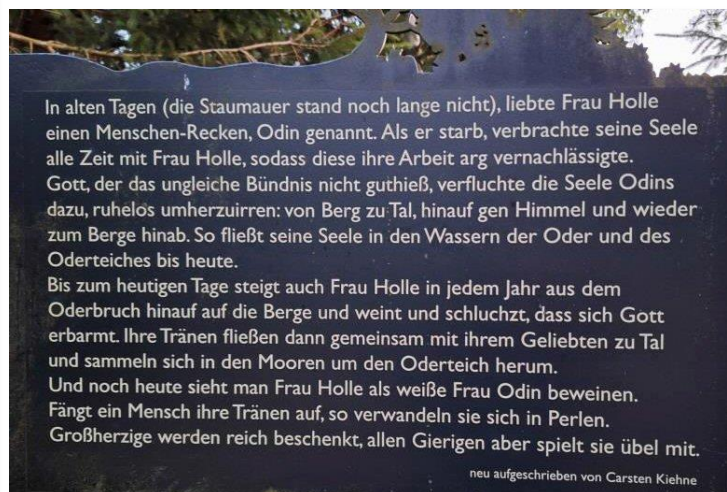 In alten Tagen (die Staumauer stand noch lange nicht), liebte Frau Holle
einen Menschen-Recken, Odin genannt. Als er starb, verbrachte seine Seele
alle Zeit mit Frau Holle, sodass diese ihre Arbeit arg vernachlässigte.
Gott, der das ungleiche Bündnis nicht guthieß, verfluchte die Seele Odins
dazu, ruhelos umherzuirren: von Berg zu Tal, hinauf gen Himmel und wieder
zum Berge hinab. So fließt seine Seele in den Wassern der Oder und des
Oderteiches bis heute.
Bis zum heutigen Tage steigt auch Frau Holle in jedem Jahr aus dem
Oderbruch hinauf auf die Berge und weint und schluchzt, dass sich Gott
erbarmt. Ihre Tränen fließen dann gemeinsam mit ihrem Geliebten zu Tal
und sammeln sich in den Mooren um den Oderteich herum.
Und noch heute sieht man Frau Holle als weiße Frau Odin beweinen.
Fängt ein Mensch ihre Tränen auf, so verwandeln sie sich in Perlen.
Großherzige werden reich beschenkt, allen Gierigen aber spielt sie übel mit.
neu aufgeschrieben von Carsten Kiehne